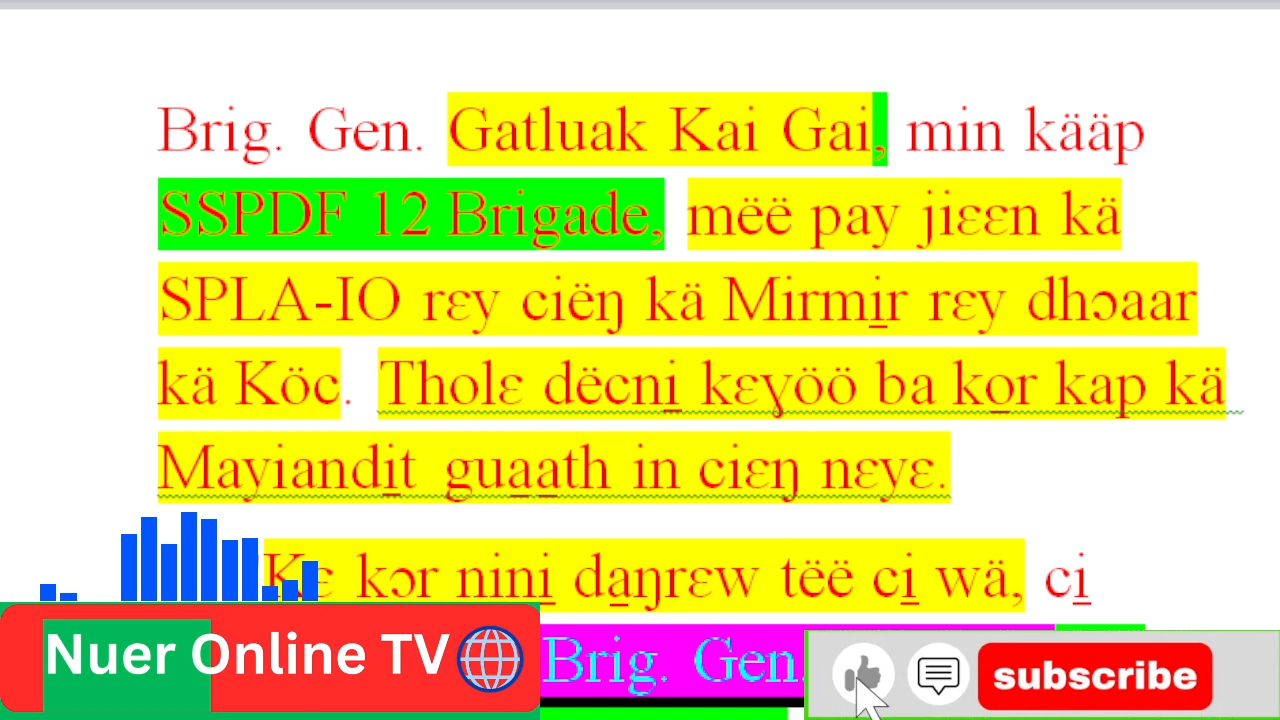 Brig. Gen. Gatluak Kai Gai, min kääp
SSPDF 12 Brigade, mëë pay jiɛɛn kä
SPLA-IO rɛy ciëŋ kä Mirmi̱r rɛy dhɔaar
kä Köc. Tholɛ dëcni̱ kɛɣöö ba ko̱r kap kä
Mayiandi̱t gua̱a̱th in ciɛŋ nɛyɛ.
Kɛ kɔr nini̱ da̱ŋrɛw tëë ci̱ wä, ci̱
Brig. Gen.
Nuer Online TV
subscribe